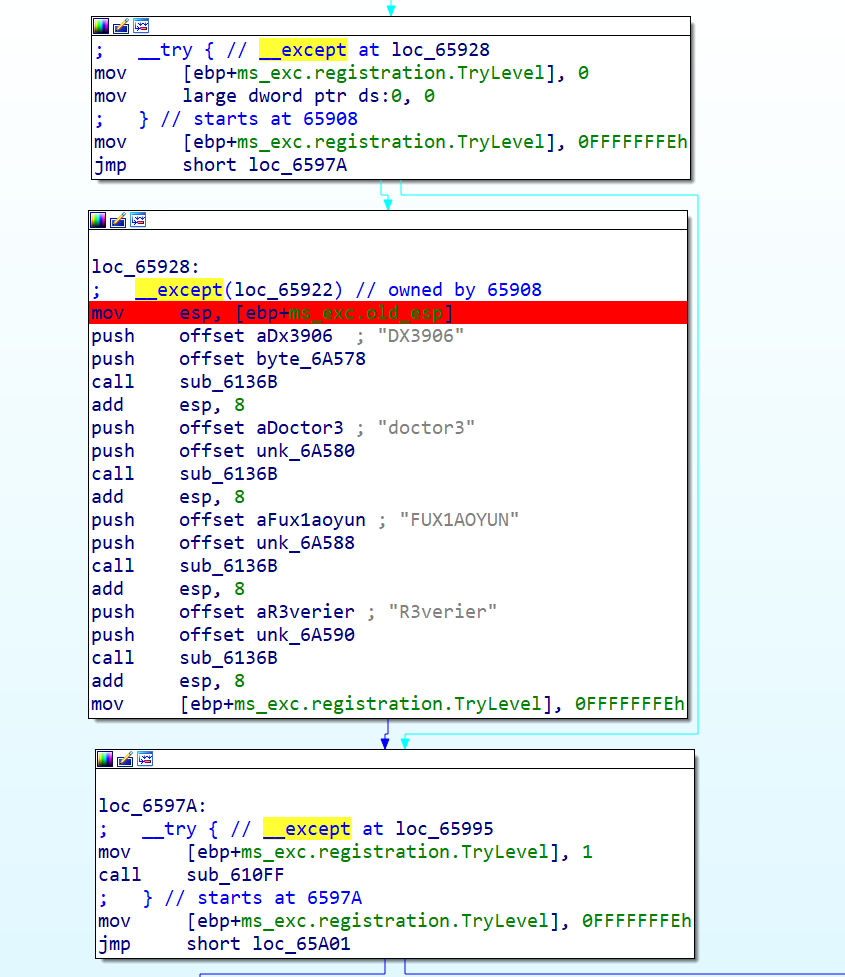 ;   __try { // __except at loc_65928
mov     [ebp+ms_exc.registration.TryLevel], 0
mov     large dword ptr ds:0, 0
;   } // starts at 65908
mov     [ebp+ms_exc.registration.TryLevel], 0FFFFFFFEh
jmp     short loc_6597A
loc_65928:
;   __except(loc_65922) // owned by 65908
mov     esp, [ebp+ms_exc.old_esp]
push    offset aDx3906  ; "DX3906"
push    offset byte_6A578
call    sub_6136B
add     esp, 8
push    offset aDoctor3 ; "doctor3"
push    offset unk_6A580
call    sub_6136B
add     esp, 8
push    offset aFux1aoyun ; "FUX1AOYUN"
push    offset unk_6A588
call    sub_6136B
add     esp, 8
push    offset aR3verier ; "R3verier"
push    offset unk_6A590
call    sub_6136B
add     esp, 8
mov     [ebp+ms_exc.registration.TryLevel], 0FFFFFFFEh
loc_6597A:
;   __try { // __except at loc_65995
mov     [ebp+ms_exc.registration.TryLevel], 1
call    sub_610FF
;   } // starts at 6597A
mov     [ebp+ms_exc.registration.TryLevel], 0FFFFFFFEh
jmp     short loc_65A01